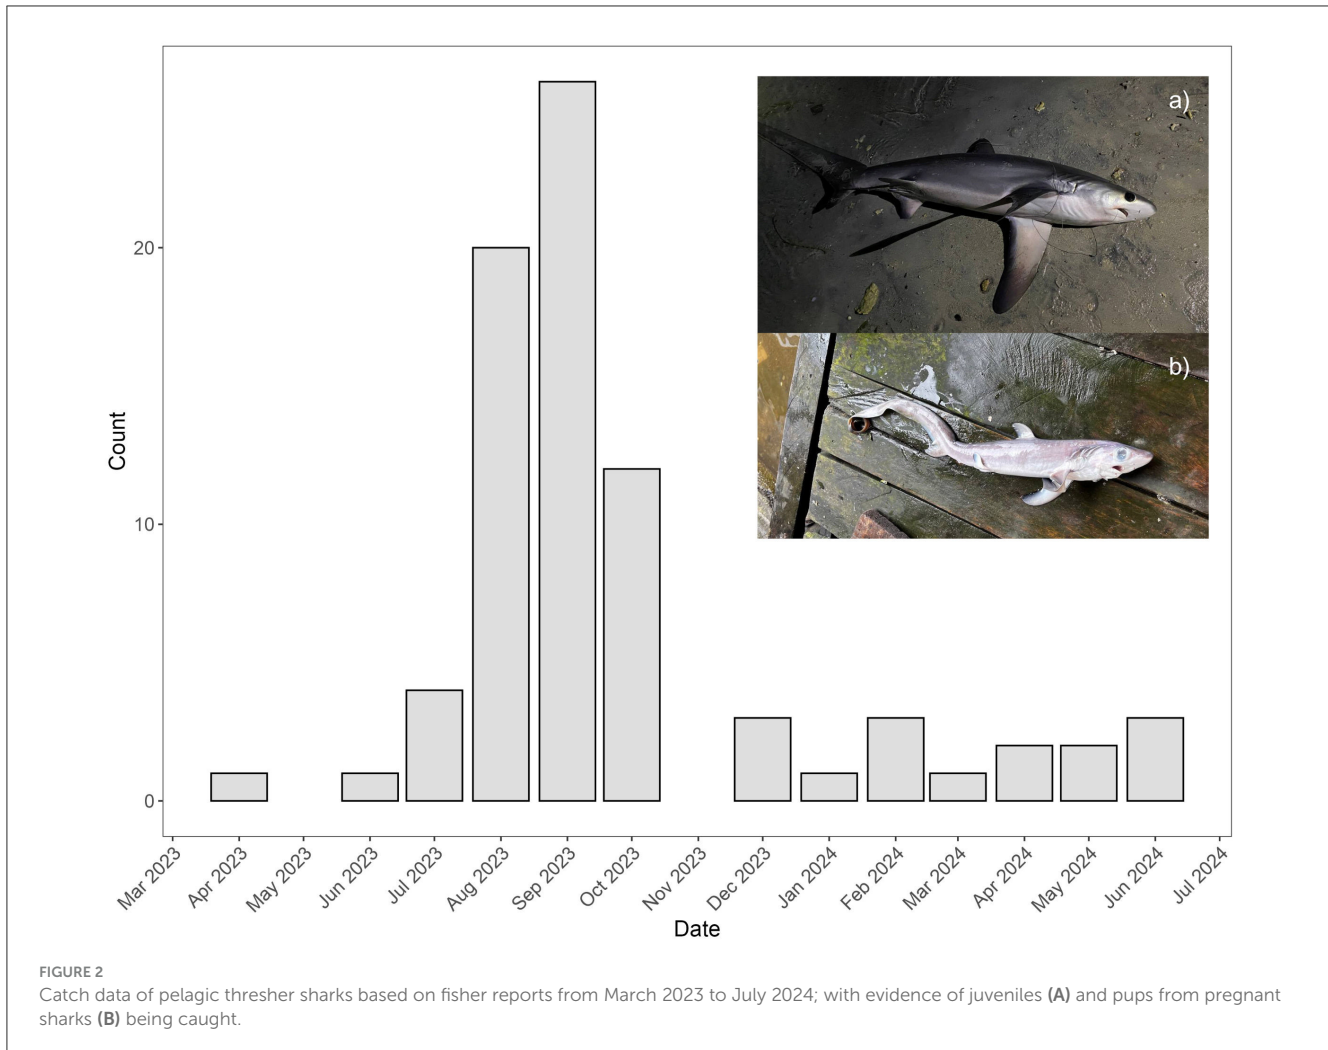 a)
b)
20
10
0
Count
Mar 2023
Apr 2023
May 2023
Jun 2023
Jul 2023
Aug 2023
Sep 2023
Oct 2023
Nov 2023
Dec 2023
Jan 2024
Feb 2024
Mar 2024
Apr 2024
May 2024
Jun 2024
Jul 2024
Date
FIGURE 2
Catch data of pelagic thresher sharks based on fisher reports from March 2023 to July 2024; with evidence of juveniles (A) and pups from pregnant
sharks (B) being caught.